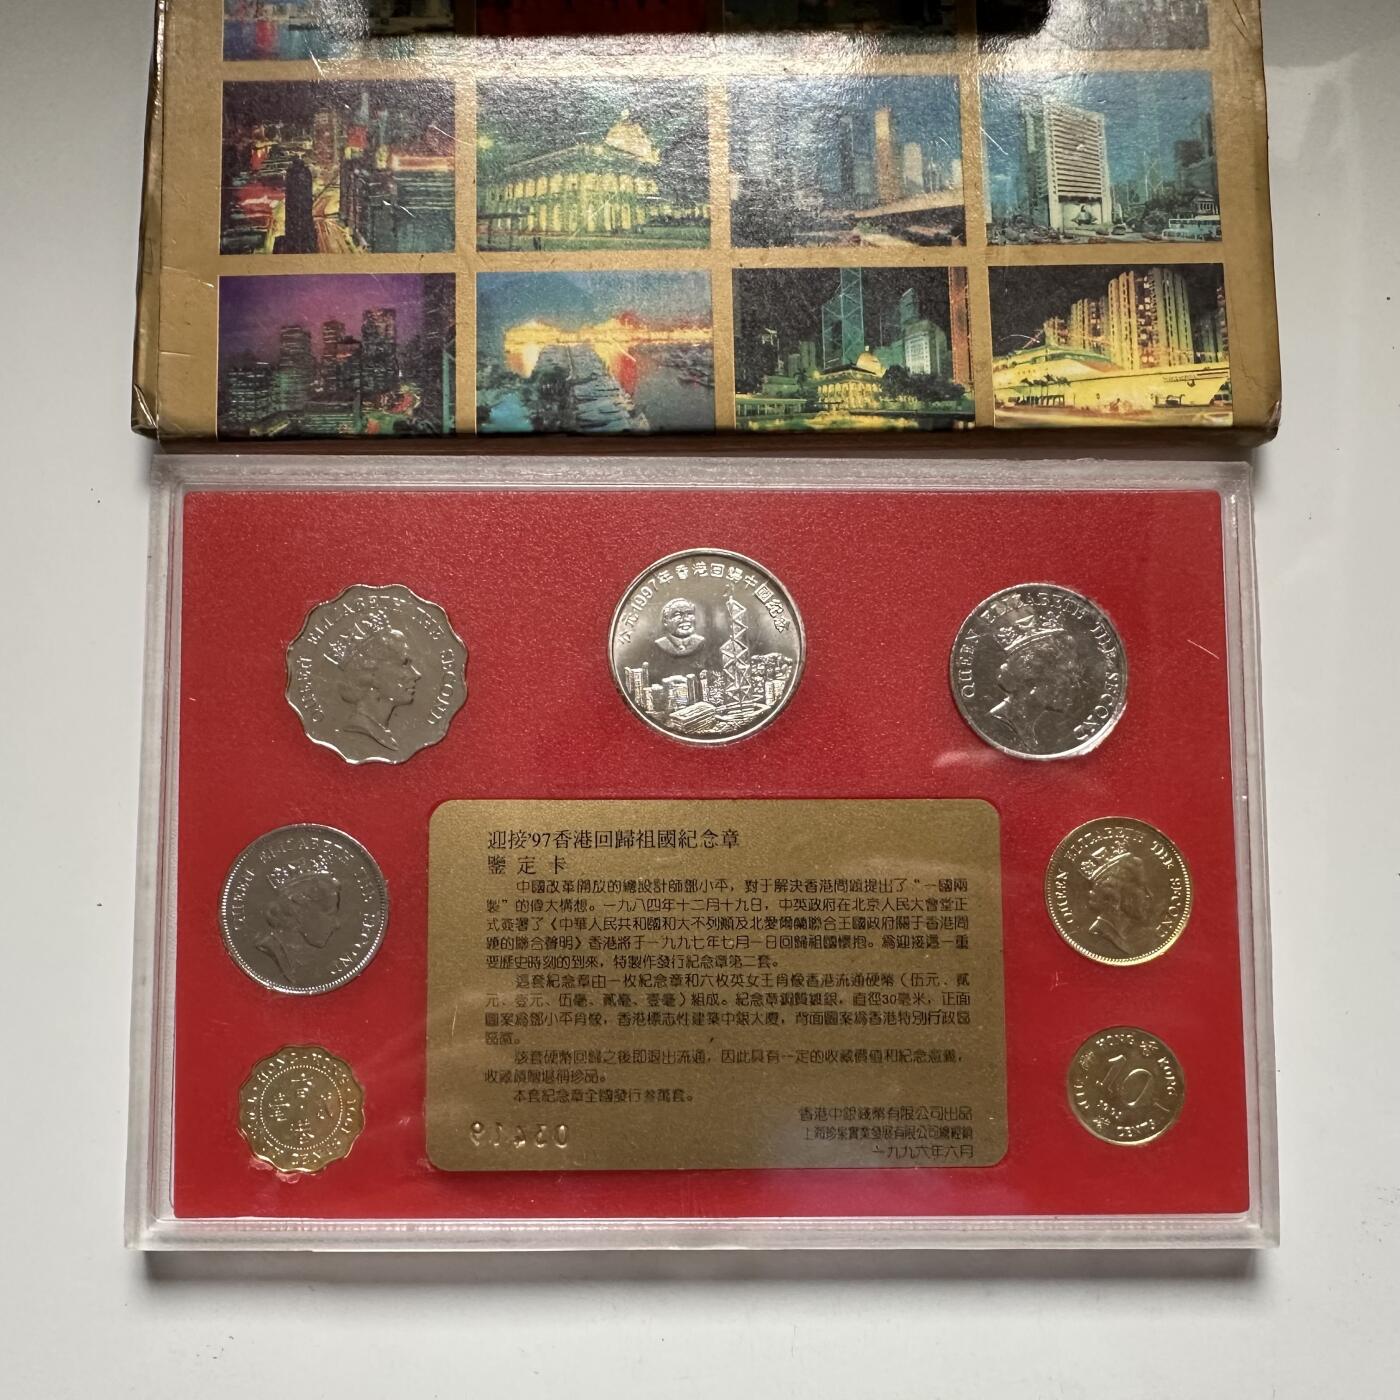 公元1997年香港回歸中國紀念
QUEEN ELIZABETH THE SECOND
QUEEN ELIZABETH THE SECOND
QUEEN ELIZABETH THE SECOND
QUEEN ELIZABETH THE SECOND
迎接'97香港回歸祖國紀念章
鑒 定 卡
中國改革開放的總設計師鄧小平，對于解決香港問題提出了“一國兩
製”的偉大構想。一九八四年十二月十九日，中英政府在北京人民大會堂正
式簽署了《中華人民共和國和大不列顛及北愛爾蘭聯合王國政府關于香港問
題的聯合聲明》香港將于一九九七年七月一日回歸祖國懷抱。爲迎接這一重
要歷史時刻的到來，特製作發行紀念章第二套。
這套紀念章由一枚紀念章和六枚英女王肖像香港流通硬幣（伍元、貳
元、壹元、伍毫、貳毫、壹毫）組成。紀念章銅質鍍銀，直徑30毫米，正面
圖案爲鄧小平肖像，香港標志性建築中銀大廈，背面圖案爲香港特別行政區
區徽。
該套硬幣回歸之後即退出流通，因此具有一定的收藏價值和紀念意義，
收藏饋贈堪稱珍品。
本套紀念章全國發行叁萬套。
香港中銀錢幣有限公司出品
上海珍泉實業發展有限公司總經銷
一九九六年六月
03419
香港
貳毫
HONG KONG
10
CENTS